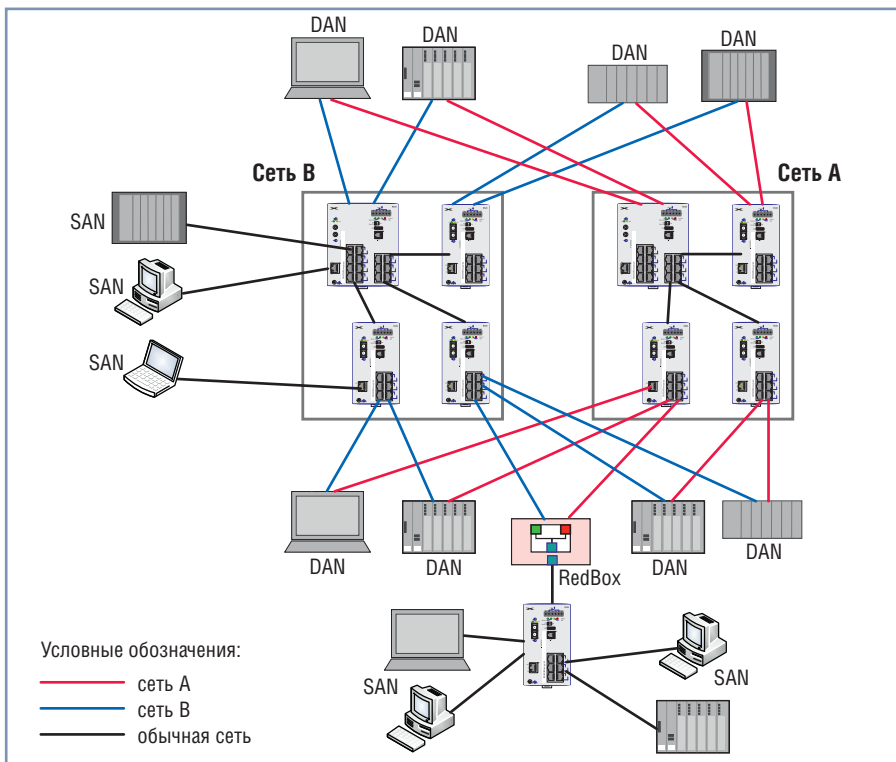 DAN
DAN
DAN
DAN
Сеть B
Сеть A
SAN
SAN
SAN
DAN
DAN
RedBox
DAN
DAN
Условные обозначения:
сеть A
сеть B
обычная сеть
SAN
SAN